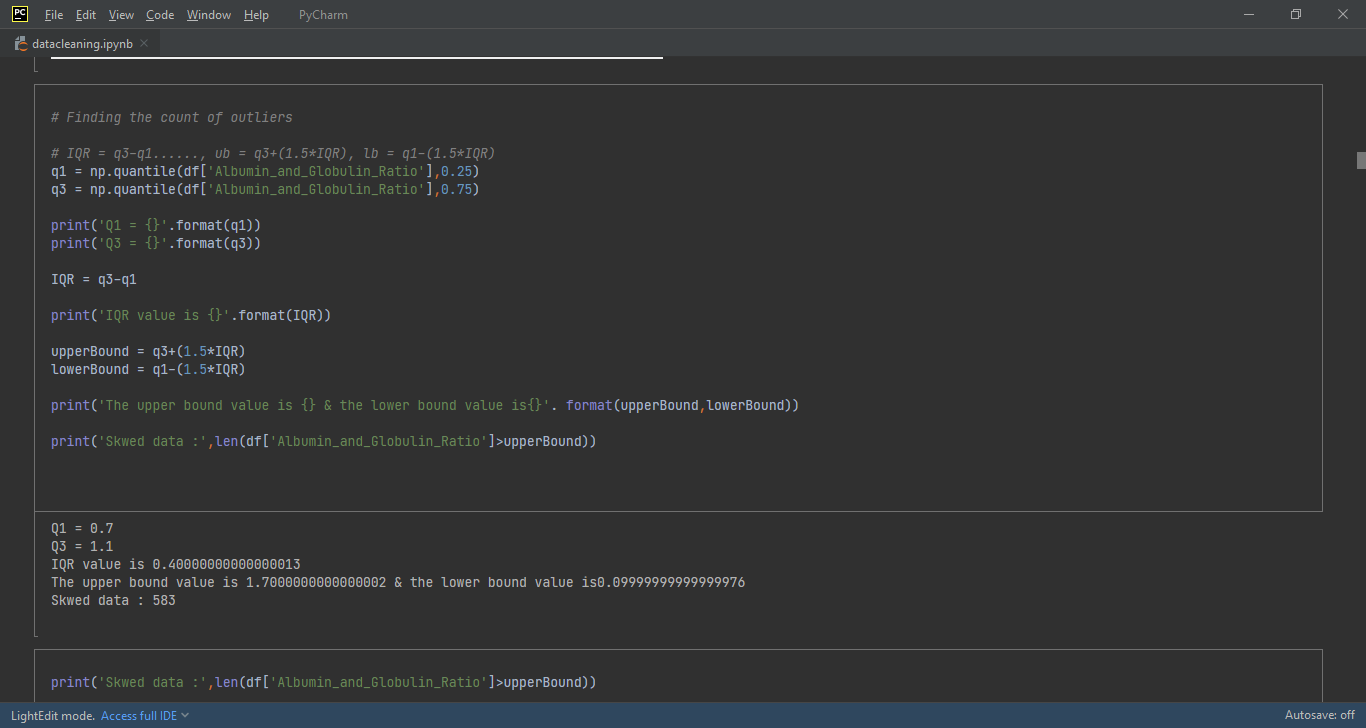 PC File Edit View Code Window Help PyCharm
datacleaning.ipynb
# Finding the count of outliers
# IQR = q3-q1......, ub = q3+(1.5*IQR), lb = q1-(1.5*IQR)
q1 = np.quantile(df['Albumin_and_Globulin_Ratio'],0.25)
q3 = np.quantile(df['Albumin_and_Globulin_Ratio'],0.75)
print('Q1 = {}'.format(q1))
print('Q3 = {}'.format(q3))
IQR = q3-q1
print('IQR value is {}'.format(IQR))
upperBound = q3+(1.5*IQR)
lowerBound = q1-(1.5*IQR)
print('The upper bound value is {} & the lower bound value is{}'. format(upperBound,lowerBound))
print('Skwed data :',len(df['Albumin_and_Globulin_Ratio']>upperBound))
Q1 = 0.7
Q3 = 1.1
IQR value is 0.40000000000000013
The upper bound value is 1.7000000000000002 & the lower bound value is0.09999999999999976
Skwed data : 583
print('Skwed data :',len(df['Albumin_and_Globulin_Ratio']>upperBound))
LightEdit mode. Access full IDE Autosave: off